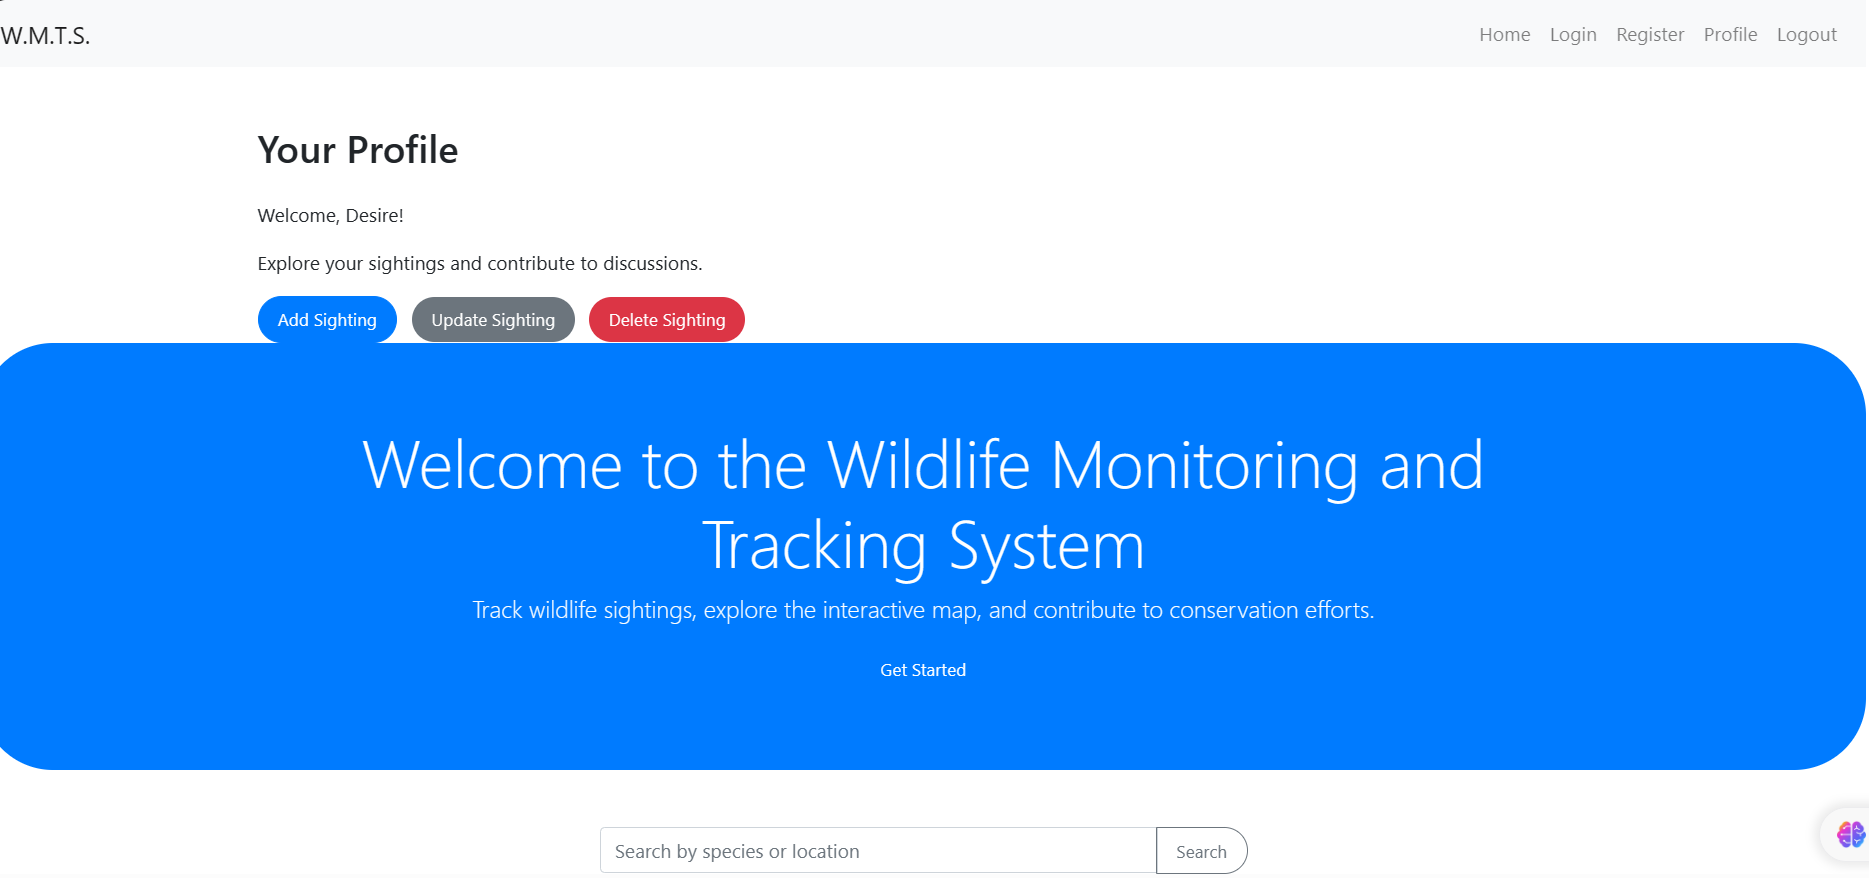 W.M.T.S.
Home Login Register Profile Logout
Your Profile
Welcome, Desire!
Explore your sightings and contribute to discussions.
Add Sighting Update Sighting Delete Sighting
Welcome to the Wildlife Monitoring and
Tracking System
Track wildlife sightings, explore the interactive map, and contribute to conservation efforts.
Get Started
Search by species or location Search